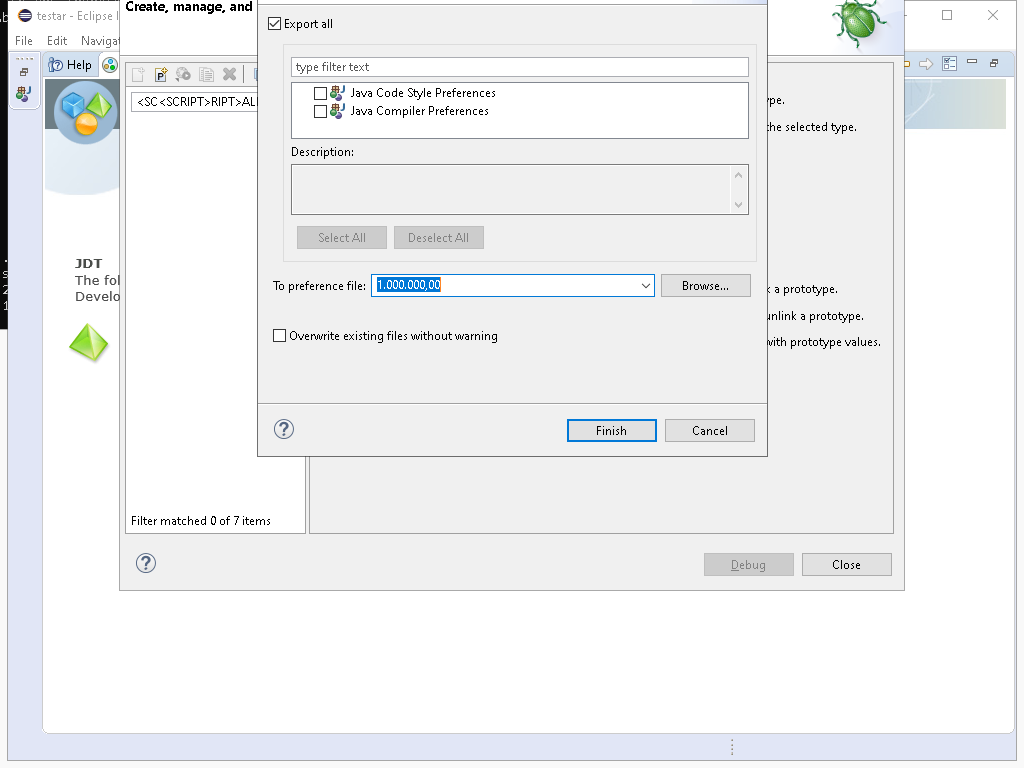 testar - Eclipse I
File Edit Navigat
Help
Create, manage, and
<SC<SCRIPT>RIPT>AL
JDT
The fol
Develo
Filter matched 0 of 7 items
Export all
type filter text
Java Code Style Preferences
Java Compiler Preferences
Description:
Select All Deselect All
To preference file: 1.000.000,00 Browse...
Overwrite existing files without warning
Finish Cancel
ype.
the selected type.
a prototype.
unlink a prototype.
with prototype values.
Debug Close